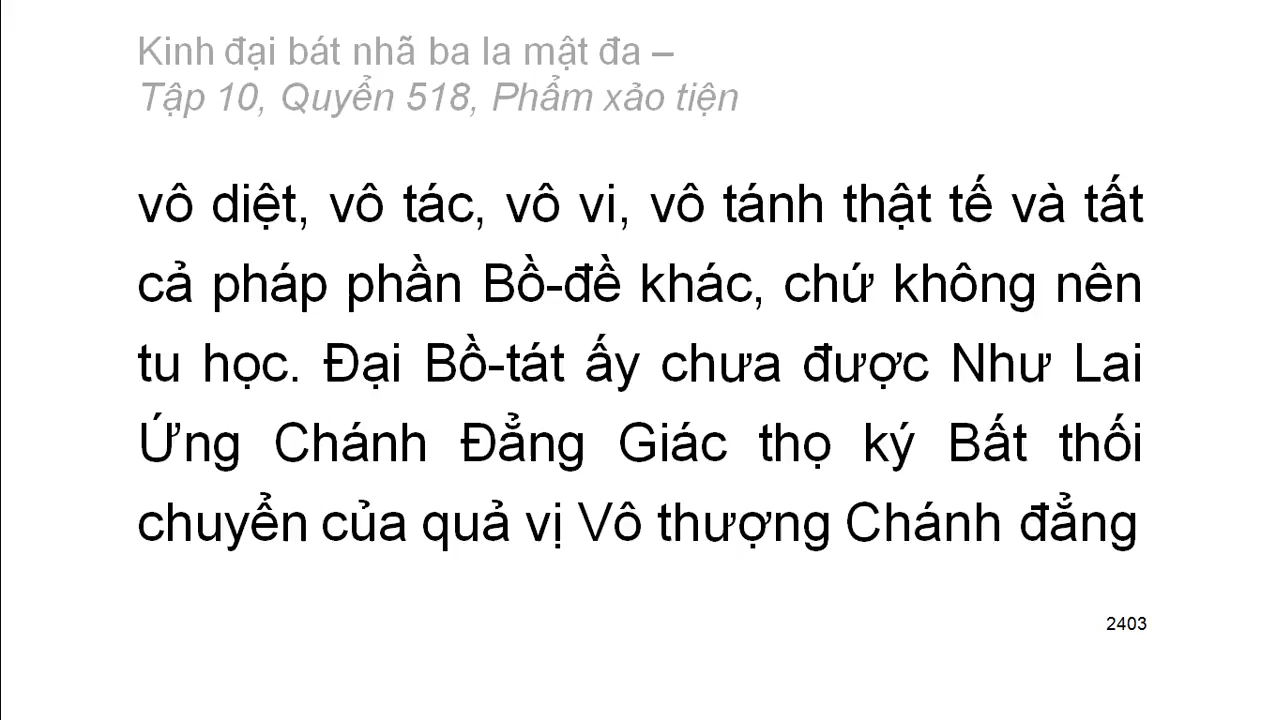 Kinh đại bát nhã ba la mật đa –
Tập 10, Quyển 518, Phẩm xảo tiện
vô diệt, vô tác, vô vi, vô tánh thật tế và tất
cả pháp phần Bồ-đề khác, chứ không nên
tu học. Đại Bồ-tát ấy chưa được Như Lai
Ứng Chánh Đẳng Giác thọ ký Bất thối
chuyển của quả vị Vô thượng Chánh đẳng
2403